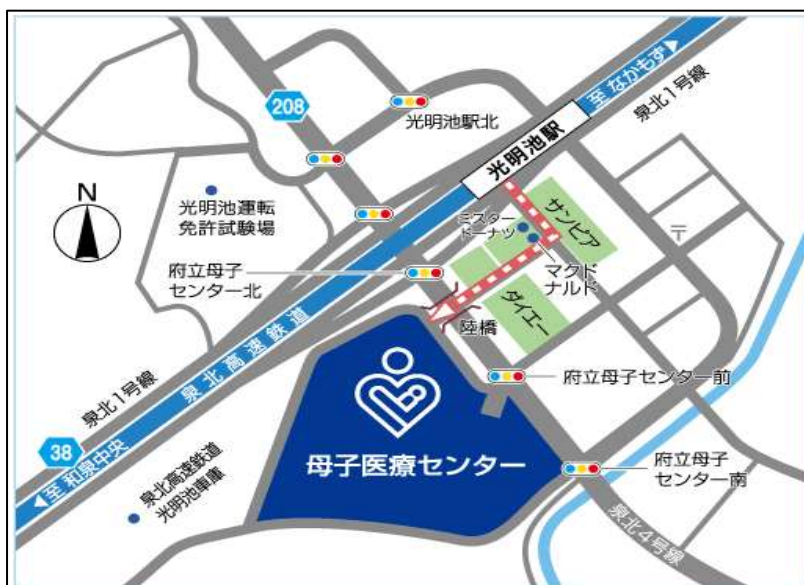 至 なかもず▶
泉北1号線
208
光明池駅北
光明池駅
N
光明池運転
免許試験場
ミスター
ドーナツ
サンピア
〒
マクド
ナルド
府立母子
センター北
ダイエー
陸橋
泉北高速鉄道
府立母子センター前
泉北1号線
38
◀至 和泉中央
母子医療センター
泉北高速鉄道
光明池車庫
府立母子
センター南
泉北4号線